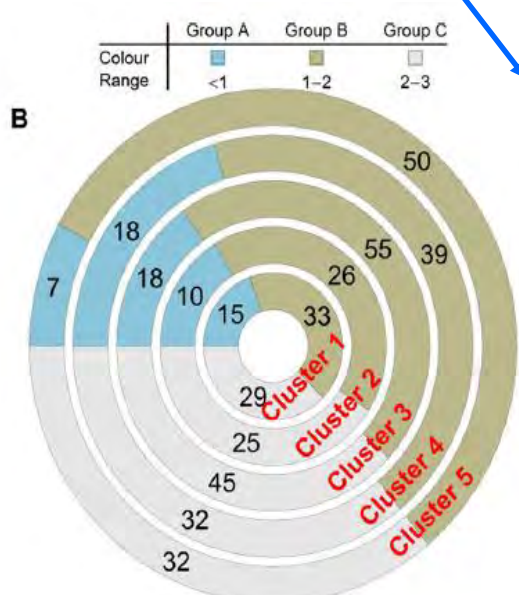 Group A Group B Group C
Colour
Range <1 1–2 2–3
B
50
18 39
7 18 55
10 26
15 33
29
25
45
32
32
Cluster 1
Cluster 2
Cluster 3
Cluster 4
Cluster 5